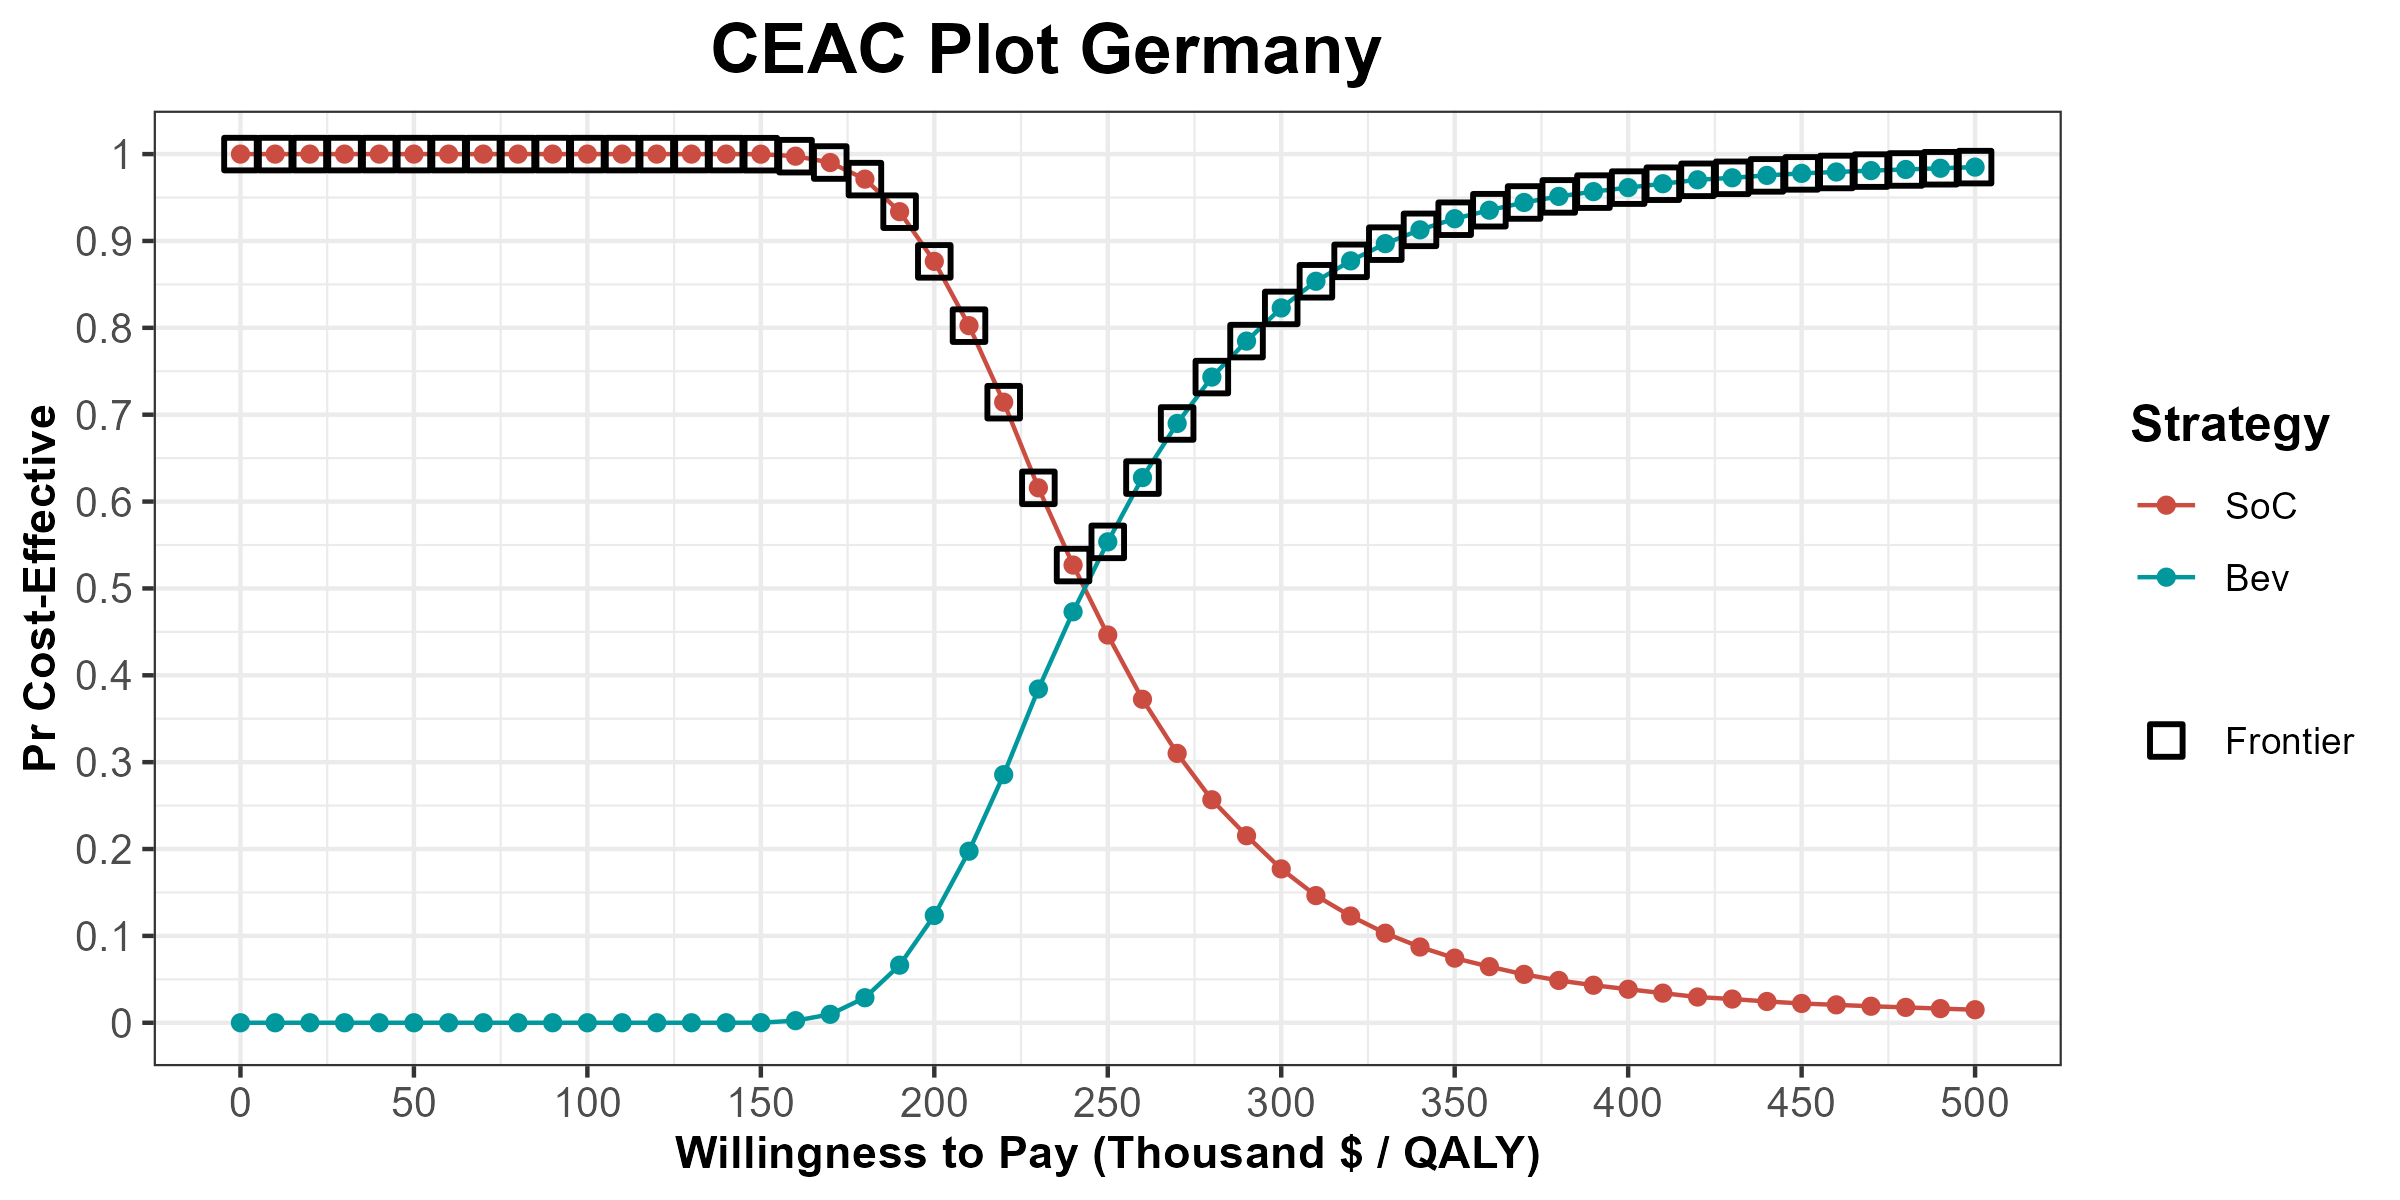 CEAC Plot Germany
Pr Cost-Effective
1
0.9
0.8
0.7
0.6
0.5
0.4
0.3
0.2
0.1
0
0 50 100 150 200 250 300 350 400 450 500
Willingness to Pay (Thousand $ / QALY)
Strategy
SoC
Bev
Frontier